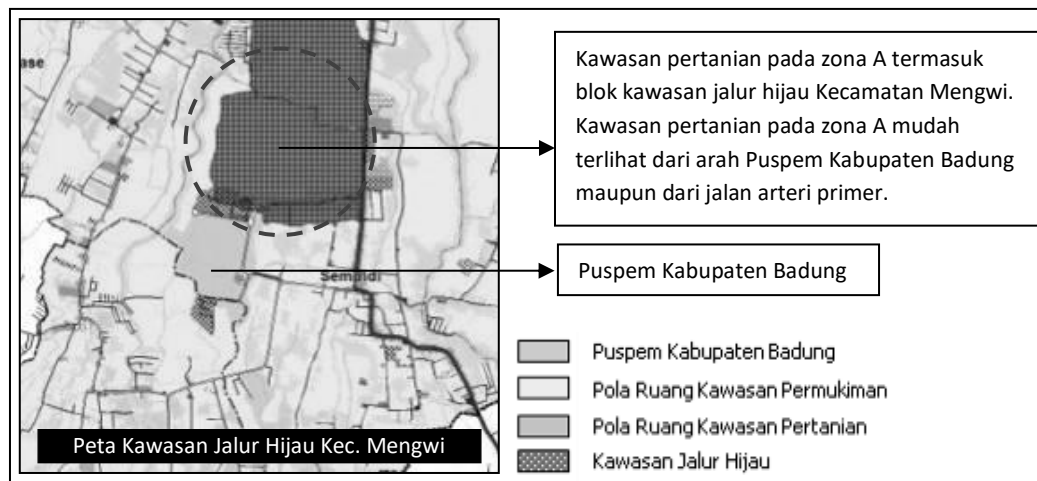 ase
Kawasan pertanian pada zona A termasuk
blok kawasan jalur hijau Kecamatan Mengwi.
Kawasan pertanian pada zona A mudah
terlihat dari arah Puspem Kabupaten Badung
maupun dari jalan arteri primer.
Puspem Kabupaten Badung
Puspem Kabupaten Badung
Pola Ruang Kawasan Permukiman
Pola Ruang Kawasan Pertanian
Kawasan Jalur Hijau
Peta Kawasan Jalur Hijau Kec. Mengwi